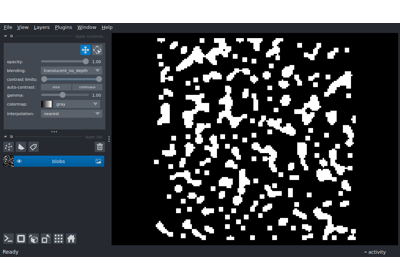 File View Layers Plugins Window Help
opacity: 1.00
blending: translucent_no_depth
contrast limits:
auto-contrast: once continuous
gamma: 1.00
colormap: gray
interpolation: nearest
blobs
Ready
activity